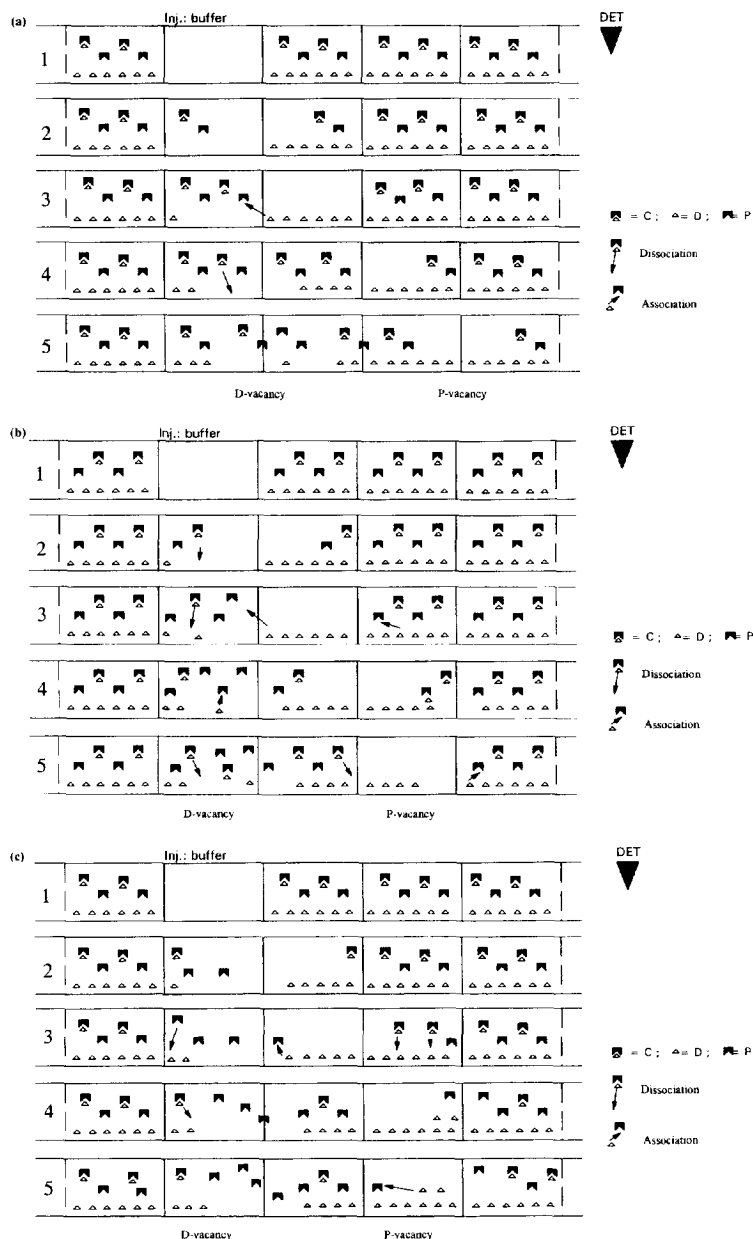 (a)
Inj.: buffer
DET
1
2
3
4
5
= C ; = D ; = P
Dissociation
Association
D-vacancy
P-vacancy
(b)
Inj.: buffer
DET
1
2
3
4
5
= C ; = D ; = P
Dissociation
Association
D-vacancy
P-vacancy
(c)
Inj.: buffer
DET
1
2
3
4
5
= C ; = D ; = P
Dissociation
Association
D-vacancy
P-vacancy